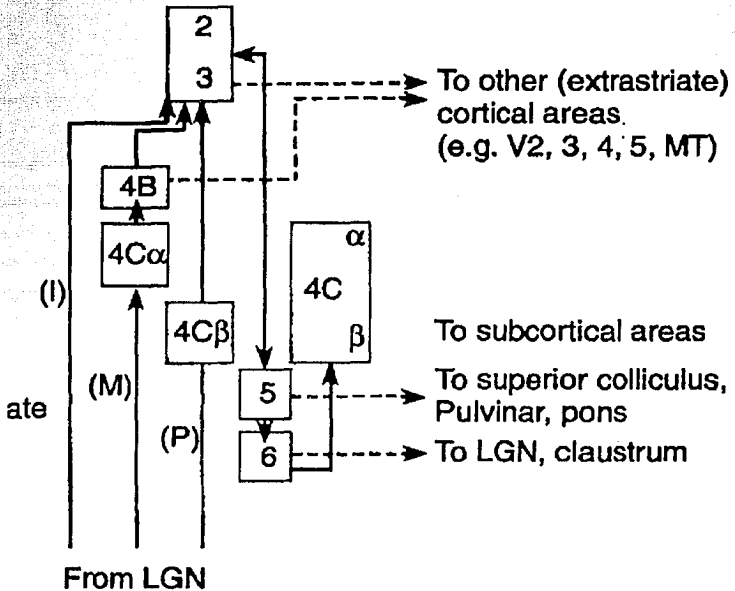 2
3
To other (extrastriate)
cortical areas.
(e.g. V2, 3, 4, 5, MT)
4B
4Cα
(I)
α
4C
β
4Cβ
To subcortical areas
(M)
5
To superior colliculus,
Pulvinar, pons
ate
(P)
6
To LGN, claustrum
From LGN